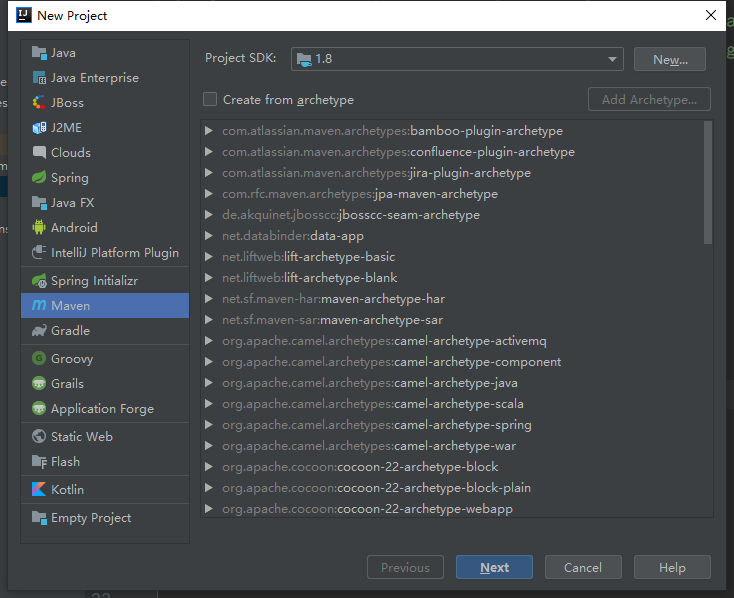 New Project
Java
Java Enterprise
JBoss
J2ME
Clouds
Spring
Java FX
Android
IntelliJ Platform Plugin
Spring Initializr
Maven
Gradle
Groovy
Grails
Application Forge
Static Web
Flash
Kotlin
Empty Project
Project SDK: 1.8 New...
Create from archetype Add Archetype...
com.atlassian.maven.archetypes:bamboo-plugin-archetype
com.atlassian.maven.archetypes:confluence-plugin-archetype
com.atlassian.maven.archetypes:jira-plugin-archetype
com.rfc.maven.archetypes:jpa-maven-archetype
de.akquinet.jbosscc:jbosscc-seam-archetype
net.databinder:data-app
net.liftweb:lift-archetype-basic
net.liftweb:lift-archetype-blank
net.sf.maven-har:maven-archetype-har
net.sf.maven-sar:maven-archetype-sar
org.apache.camel.archetypes:camel-archetype-activemq
org.apache.camel.archetypes:camel-archetype-component
org.apache.camel.archetypes:camel-archetype-java
org.apache.camel.archetypes:camel-archetype-scala
org.apache.camel.archetypes:camel-archetype-spring
org.apache.camel.archetypes:camel-archetype-war
org.apache.cocoon:cocoon-22-archetype-block
org.apache.cocoon:cocoon-22-archetype-block-plain
org.apache.cocoon:cocoon-22-archetype-webapp
Previous Next Cancel Help